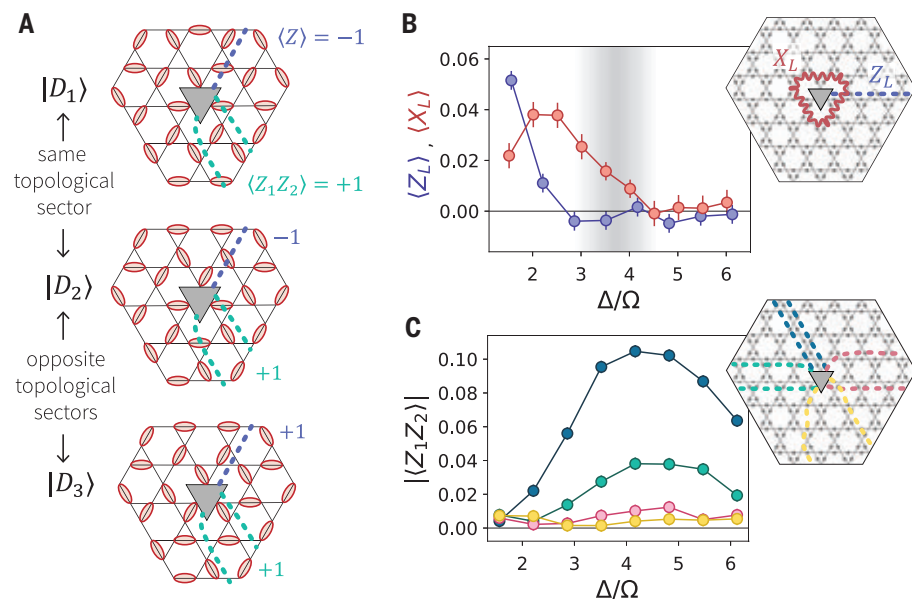 A
⟨Z⟩ = −1
|D₁⟩
same
topological
sector
⟨Z₁Z₂⟩ = +1
−1
|D₂⟩
+1
opposite
topological
sectors
+1
|D₃⟩
+1
B
⟨Z_L⟩ , ⟨X_L⟩
0.06
0.04
0.02
0.00
2
3
4
5
6
Δ/Ω
X_L
Z_L
C
|⟨Z₁Z₂⟩|
0.10
0.08
0.06
0.04
0.02
0.00
2
3
4
5
6
Δ/Ω